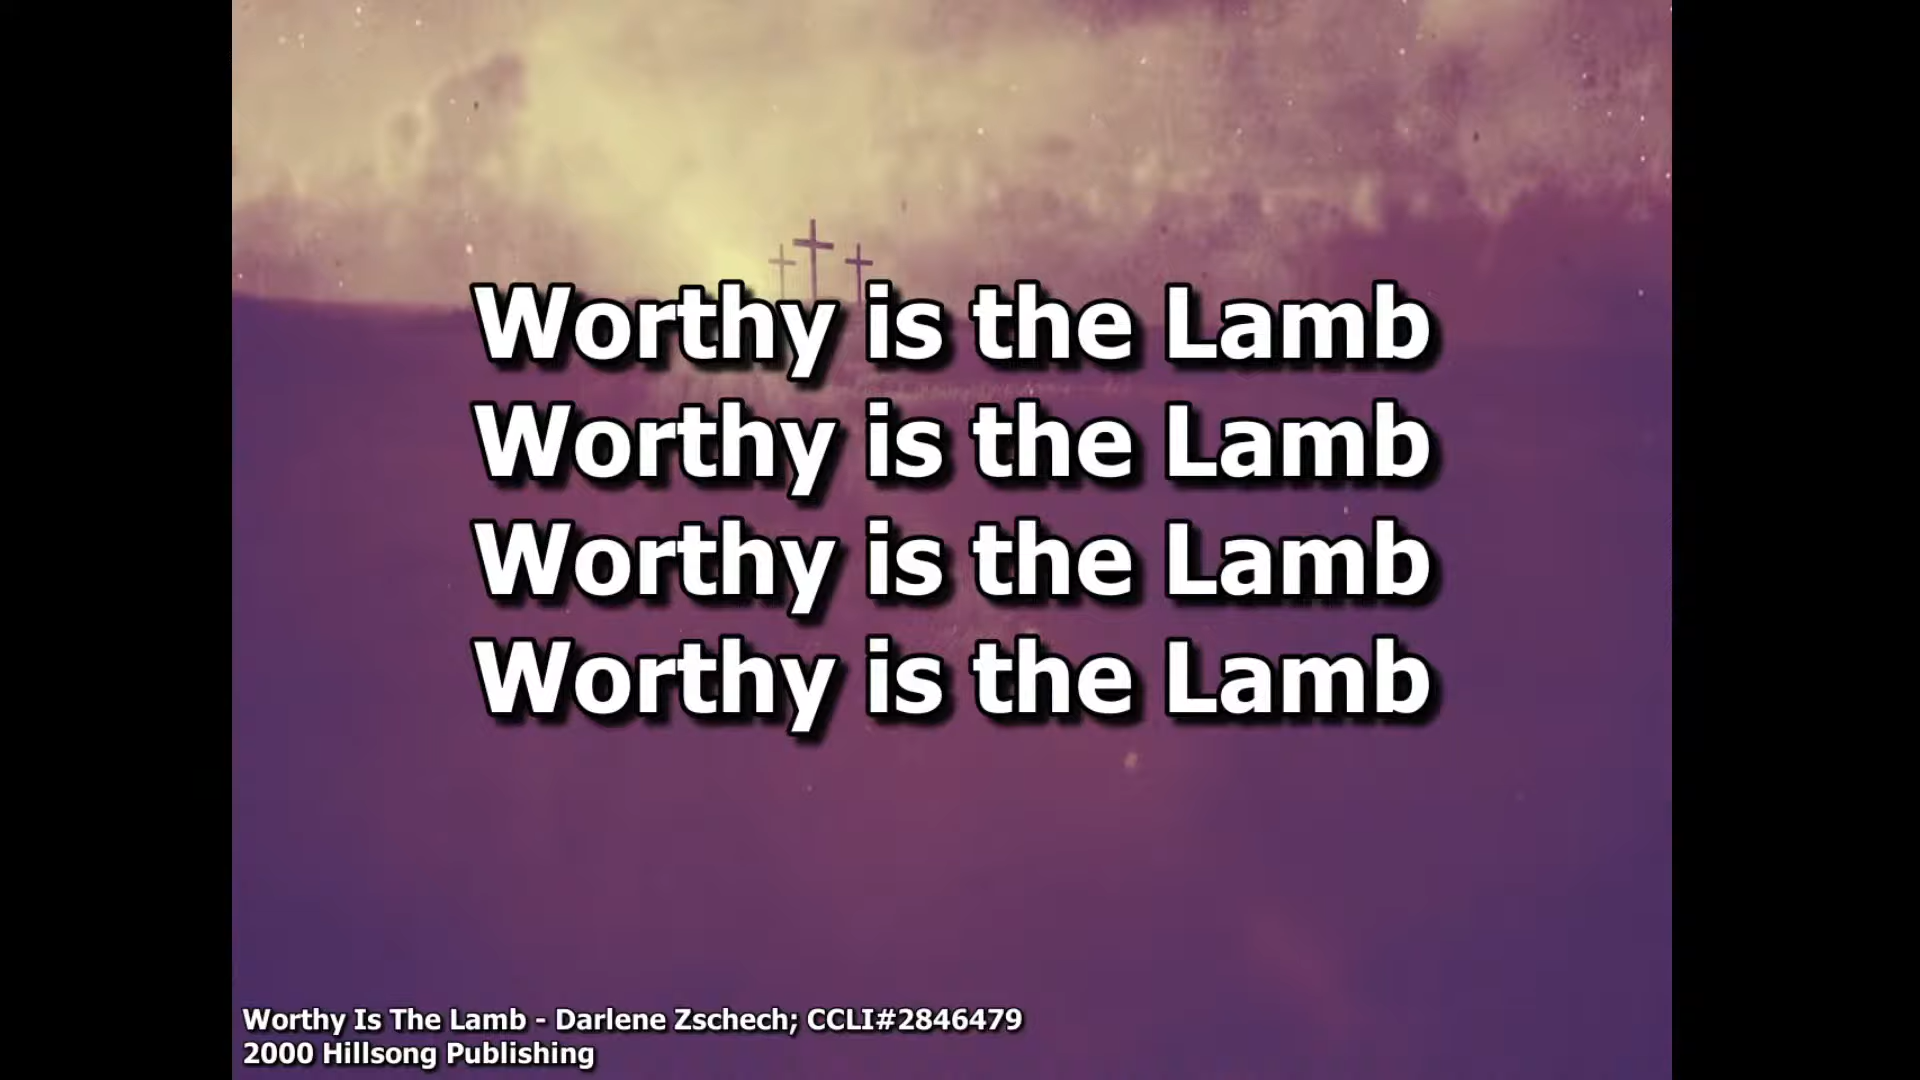 Worthy is the Lamb
Worthy is the Lamb
Worthy is the Lamb
Worthy is the Lamb
Worthy Is The Lamb - Darlene Zschech; CCLI#2846479
2000 Hillsong Publishing